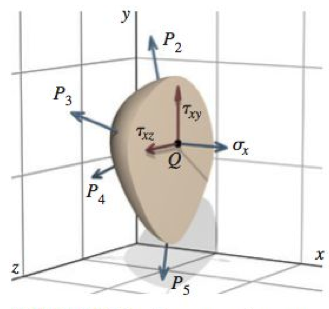 y
P₂
P₃
τxy
τxz
σx
Q
P₄
x
z
P₅